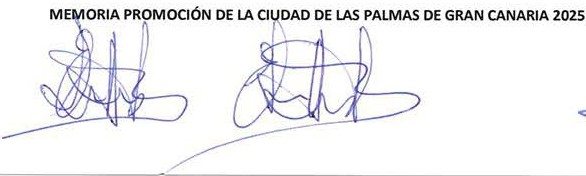 MEMORIA PROMOCIÓN DE LA CIUDAD DE LAS PALMAS DE GRAN CANARIA 2025